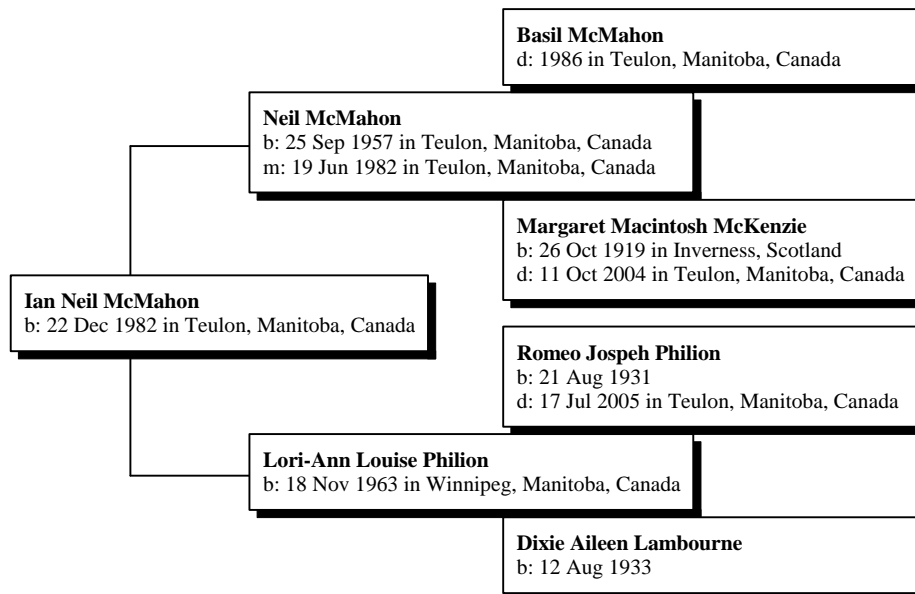 Basil McMahon
d: 1986 in Teulon, Manitoba, Canada
Neil McMahon
b: 25 Sep 1957 in Teulon, Manitoba, Canada
m: 19 Jun 1982 in Teulon, Manitoba, Canada
Margaret Macintosh McKenzie
b: 26 Oct 1919 in Inverness, Scotland
d: 11 Oct 2004 in Teulon, Manitoba, Canada
Ian Neil McMahon
b: 22 Dec 1982 in Teulon, Manitoba, Canada
Romeo Jospeh Philion
b: 21 Aug 1931
d: 17 Jul 2005 in Teulon, Manitoba, Canada
Lori-Ann Louise Philion
b: 18 Nov 1963 in Winnipeg, Manitoba, Canada
Dixie Aileen Lambourne
b: 12 Aug 1933